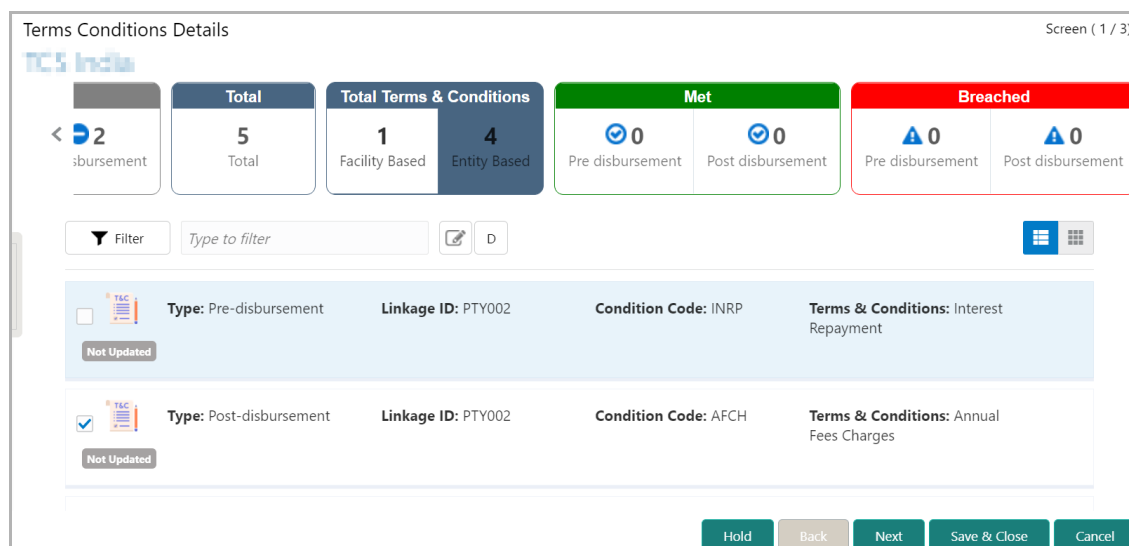 Terms Conditions Details
Screen ( 1 / 3)
TCS India
Total
Total Terms & Conditions
Met
Breached
2
5
1
4
0
0
0
0
sbursement
Total
Facility Based
Entity Based
Pre disbursement
Post disbursement
Pre disbursement
Post disbursement
Filter
Type to filter
D
T&C
Type: Pre-disbursement
Linkage ID: PTY002
Condition Code: INRP
Terms & Conditions: Interest
Repayment
Not Updated
T&C
Type: Post-disbursement
Linkage ID: PTY002
Condition Code: AFCH
Terms & Conditions: Annual
Fees Charges
Not Updated
Hold
Back
Next
Save & Close
Cancel